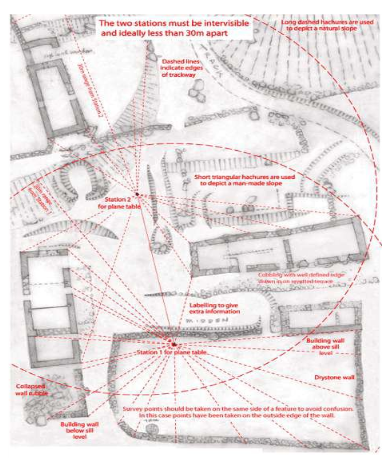 The two stations must be intervisible
and ideally less than 30m apart
Long dashed hachures are used
to depict a natural slope
Dashed lines
indicate edges
of trackway
Short triangular hachures are used
to depict a man-made slope
Station 2
for plane table
Cobbling with well defined edge
Labelling to give
extra information
Station 1 for plane table
Building wall
above sill
level
Drystone wall
Collapsed
wall rubble
Survey points should be taken on the same side of a feature to avoid confusion.
In this case points have been taken on the outside edge of the wall.
Building wall
below sill
level